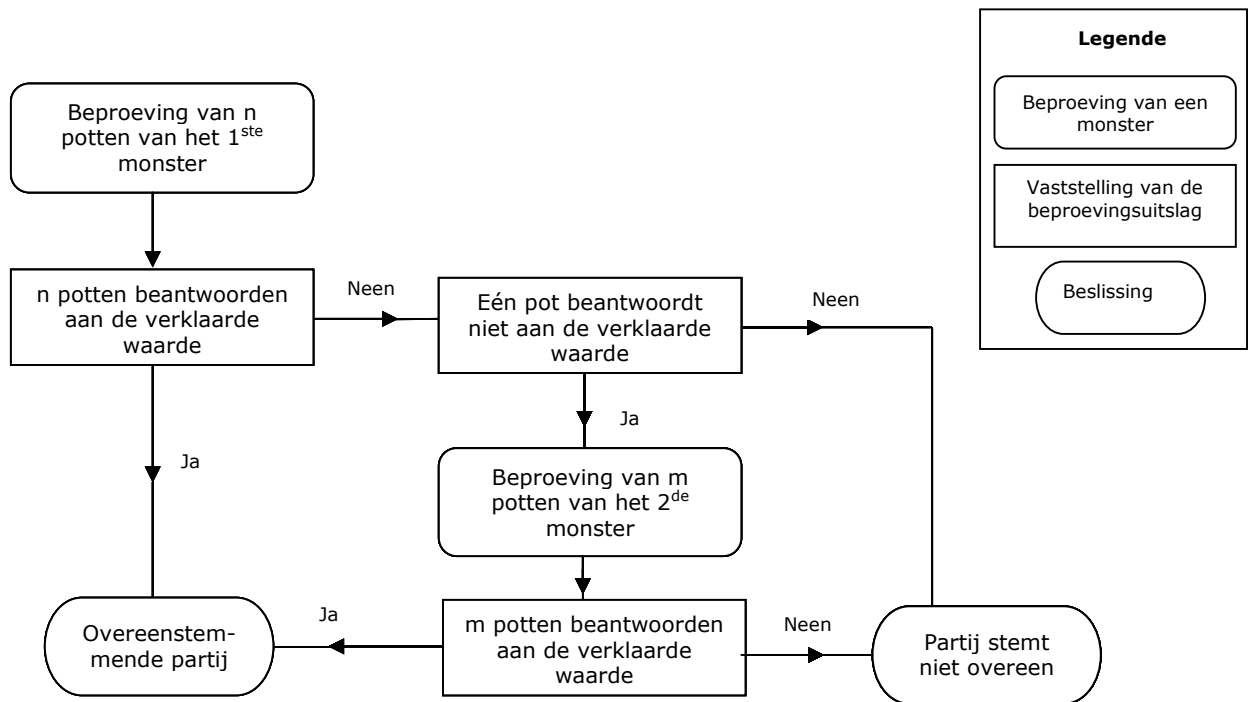 Legende
Beproeving van een
monster
Vaststelling van de
beproevingsuitslag
Beslissing
Beproeving van n
potten van het 1ste
monster
n potten beantwoorden
aan de verklaarde
waarde
Neen
Eén pot beantwoordt
niet aan de verklaarde
waarde
Neen
Ja
Ja
Beproeving van m
potten van het 2de
monster
Overeenstem-
mende partij
Ja
m potten beantwoorden
aan de verklaarde
waarde
Neen
Partij stemt
niet overeen